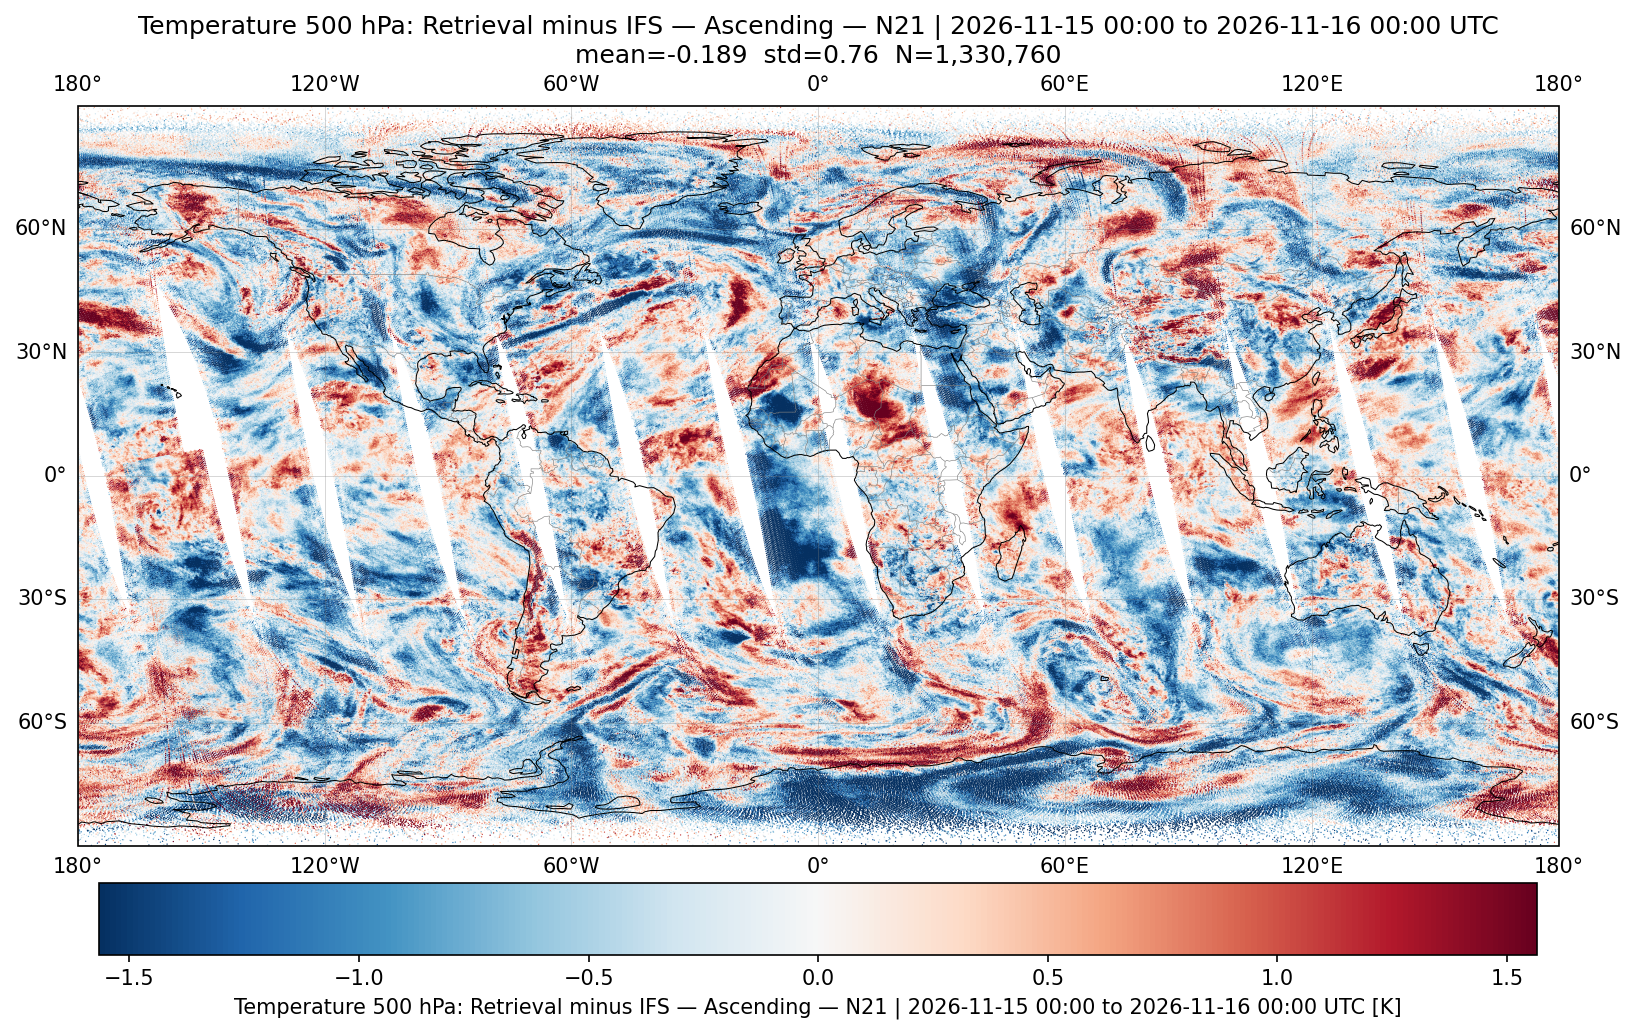 Temperature 500 hPa: Retrieval minus IFS — Ascending — N21 | 2026-11-15 00:00 to 2026-11-16 00:00 UTC
mean=-0.189  std=0.76  N=1,330,760
180° 120°W 60°W 0° 60°E 120°E 180°
60°N 60°N
30°N 30°N
0° 0°
30°S 30°S
60°S 60°S
180° 120°W 60°W 0° 60°E 120°E 180°
−1.5 −1.0 −0.5 0.0 0.5 1.0 1.5
Temperature 500 hPa: Retrieval minus IFS — Ascending — N21 | 2026-11-15 00:00 to 2026-11-16 00:00 UTC [K]